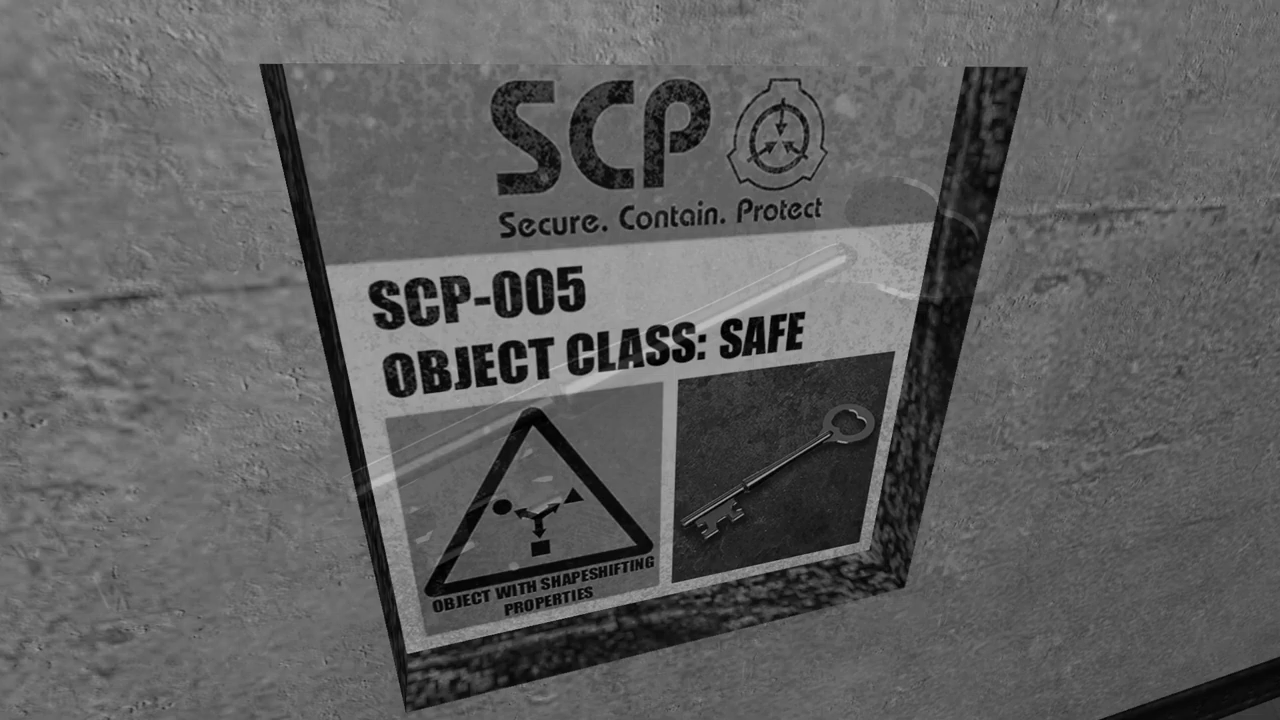 SCP
Secure. Contain. Protect
SCP-005
OBJECT CLASS: SAFE
OBJECT WITH SHAPESHIFTING
PROPERTIES